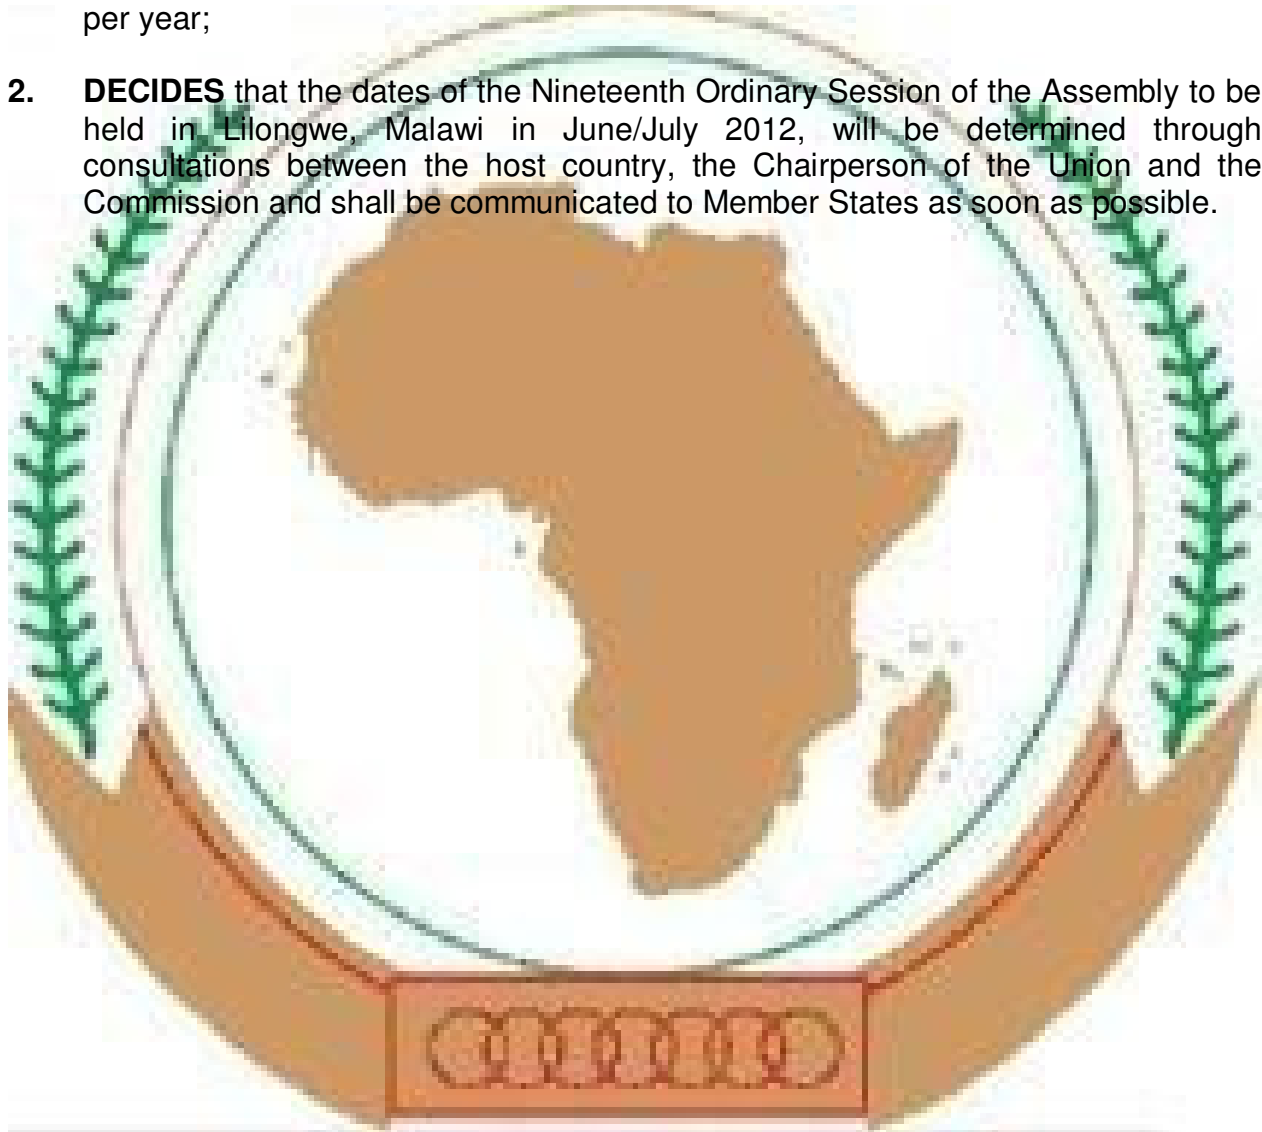 per year;
2. DECIDES that the dates of the Nineteenth Ordinary Session of the Assembly to be
held in Lilongwe, Malawi in June/July 2012, will be determined through
consultations between the host country, the Chairperson of the Union and the
Commission and shall be communicated to Member States as soon as possible.